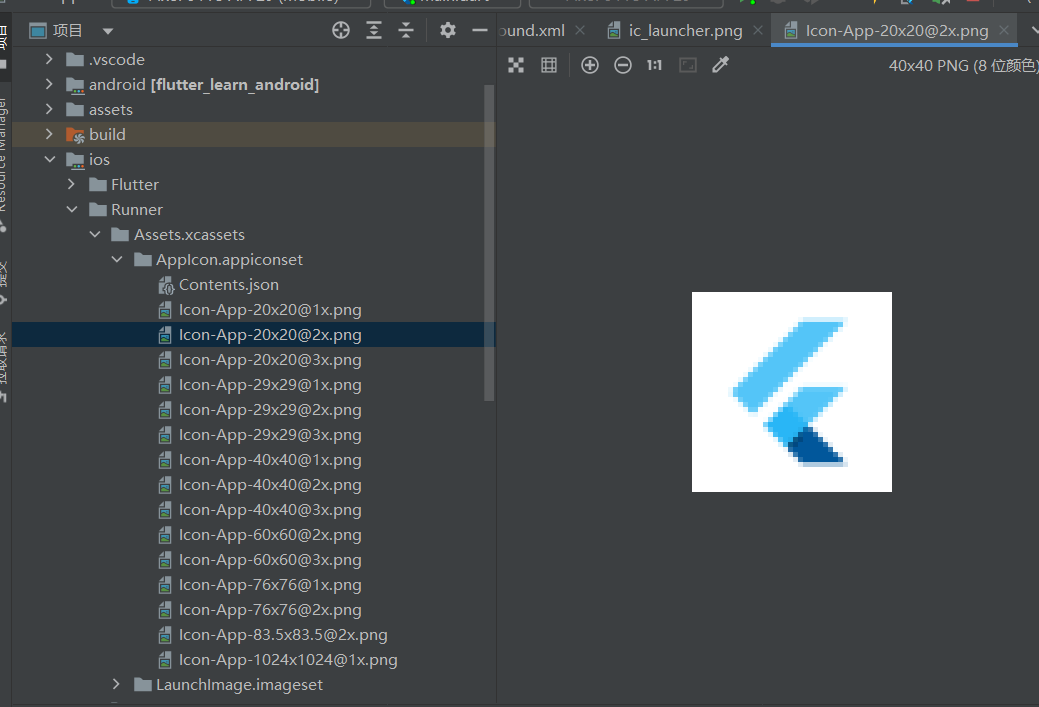 项目
ound.xml
ic_launcher.png
Icon-App-20x20@2x.png
1:1
40x40 PNG (8 位颜色)
.vscode
android [flutter_learn_android]
assets
build
ios
Flutter
Runner
Assets.xcassets
AppIcon.appiconset
Contents.json
Icon-App-20x20@1x.png
Icon-App-20x20@2x.png
Icon-App-20x20@3x.png
Icon-App-29x29@1x.png
Icon-App-29x29@2x.png
Icon-App-29x29@3x.png
Icon-App-40x40@1x.png
Icon-App-40x40@2x.png
Icon-App-40x40@3x.png
Icon-App-60x60@2x.png
Icon-App-60x60@3x.png
Icon-App-76x76@1x.png
Icon-App-76x76@2x.png
Icon-App-83.5x83.5@2x.png
Icon-App-1024x1024@1x.png
LaunchImage.imageset
项目
Resource Manager
提交
拉取请求